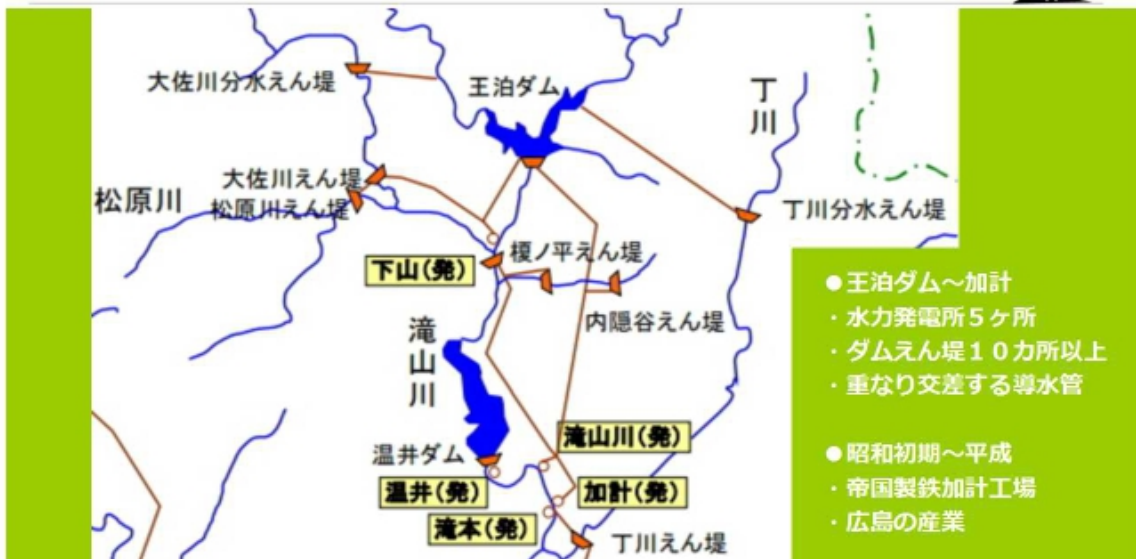 大佐川分水えん堤
王泊ダム
丁川
大佐川えん堤
松原川
松原川えん堤
丁川分水えん堤
榎ノ平えん堤
下山(発)
内隠谷えん堤
滝山川
滝山川(発)
温井ダム
温井(発)
加計(発)
滝本(発)
丁川えん堤
●王泊ダム～加計
・水力発電所5ヶ所
・ダムえん堤10カ所以上
・重なり交差する導水管
●昭和初期～平成
・帝国製鉄加計工場
・広島の産業